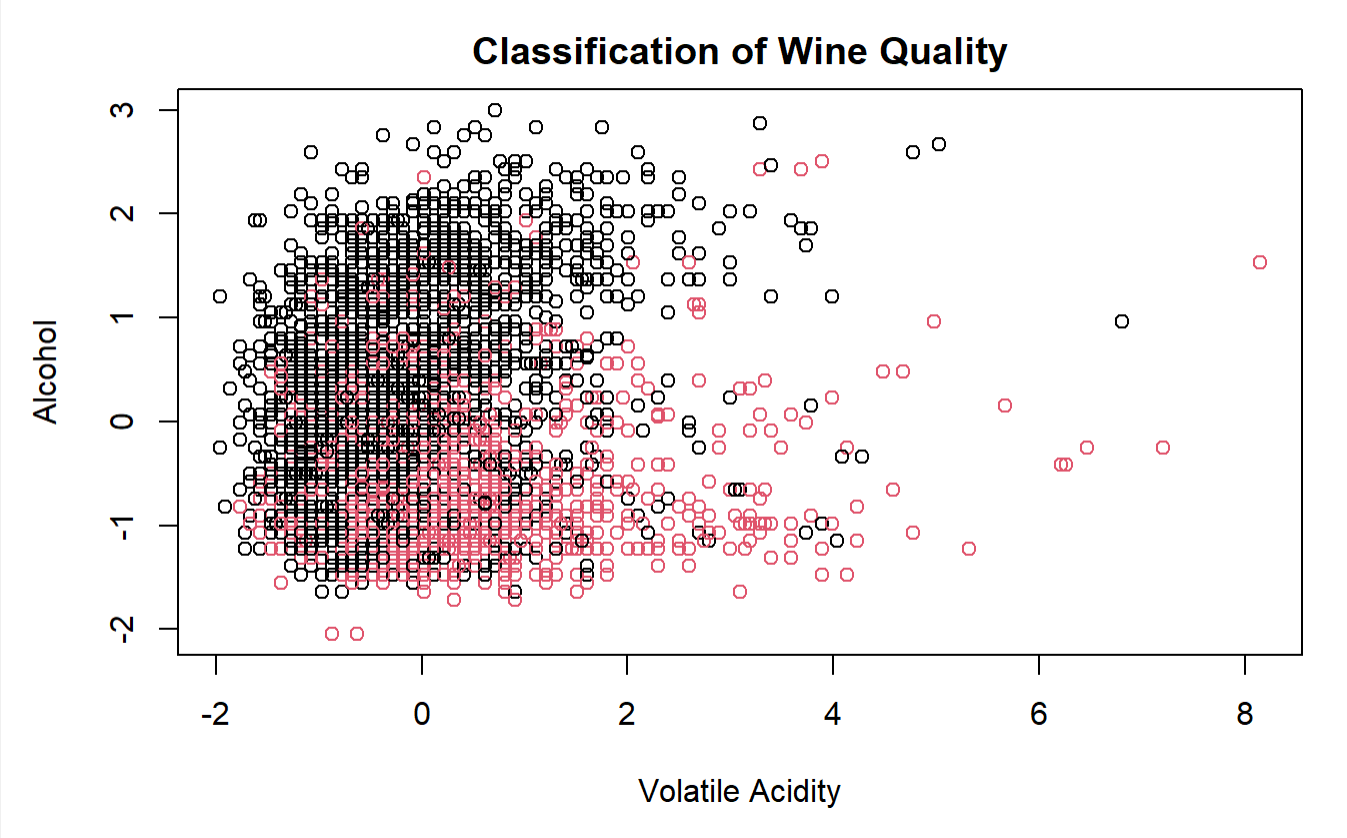 Classification of Wine Quality
3
2
1
0
-1
-2
Alcohol
-2 0 2 4 6 8
Volatile Acidity